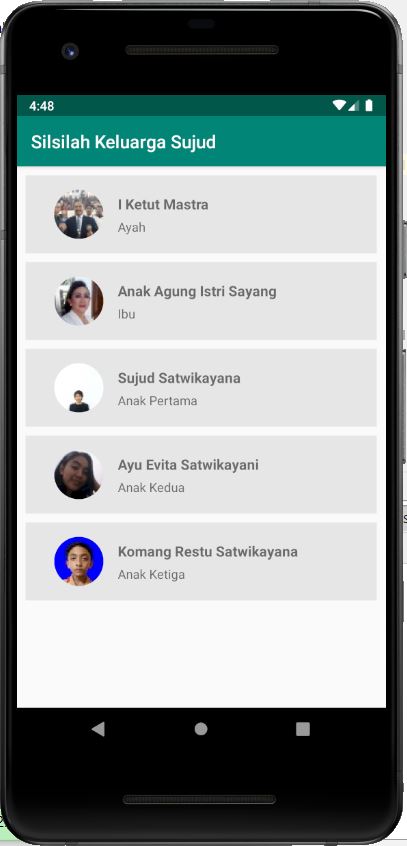 4:48
Silsilah Keluarga Sujud
I Ketut Mastra
Ayah
Anak Agung Istri Sayang
Ibu
Sujud Satwikayana
Anak Pertama
Ayu Evita Satwikayani
Anak Kedua
Komang Restu Satwikayana
Anak Ketiga